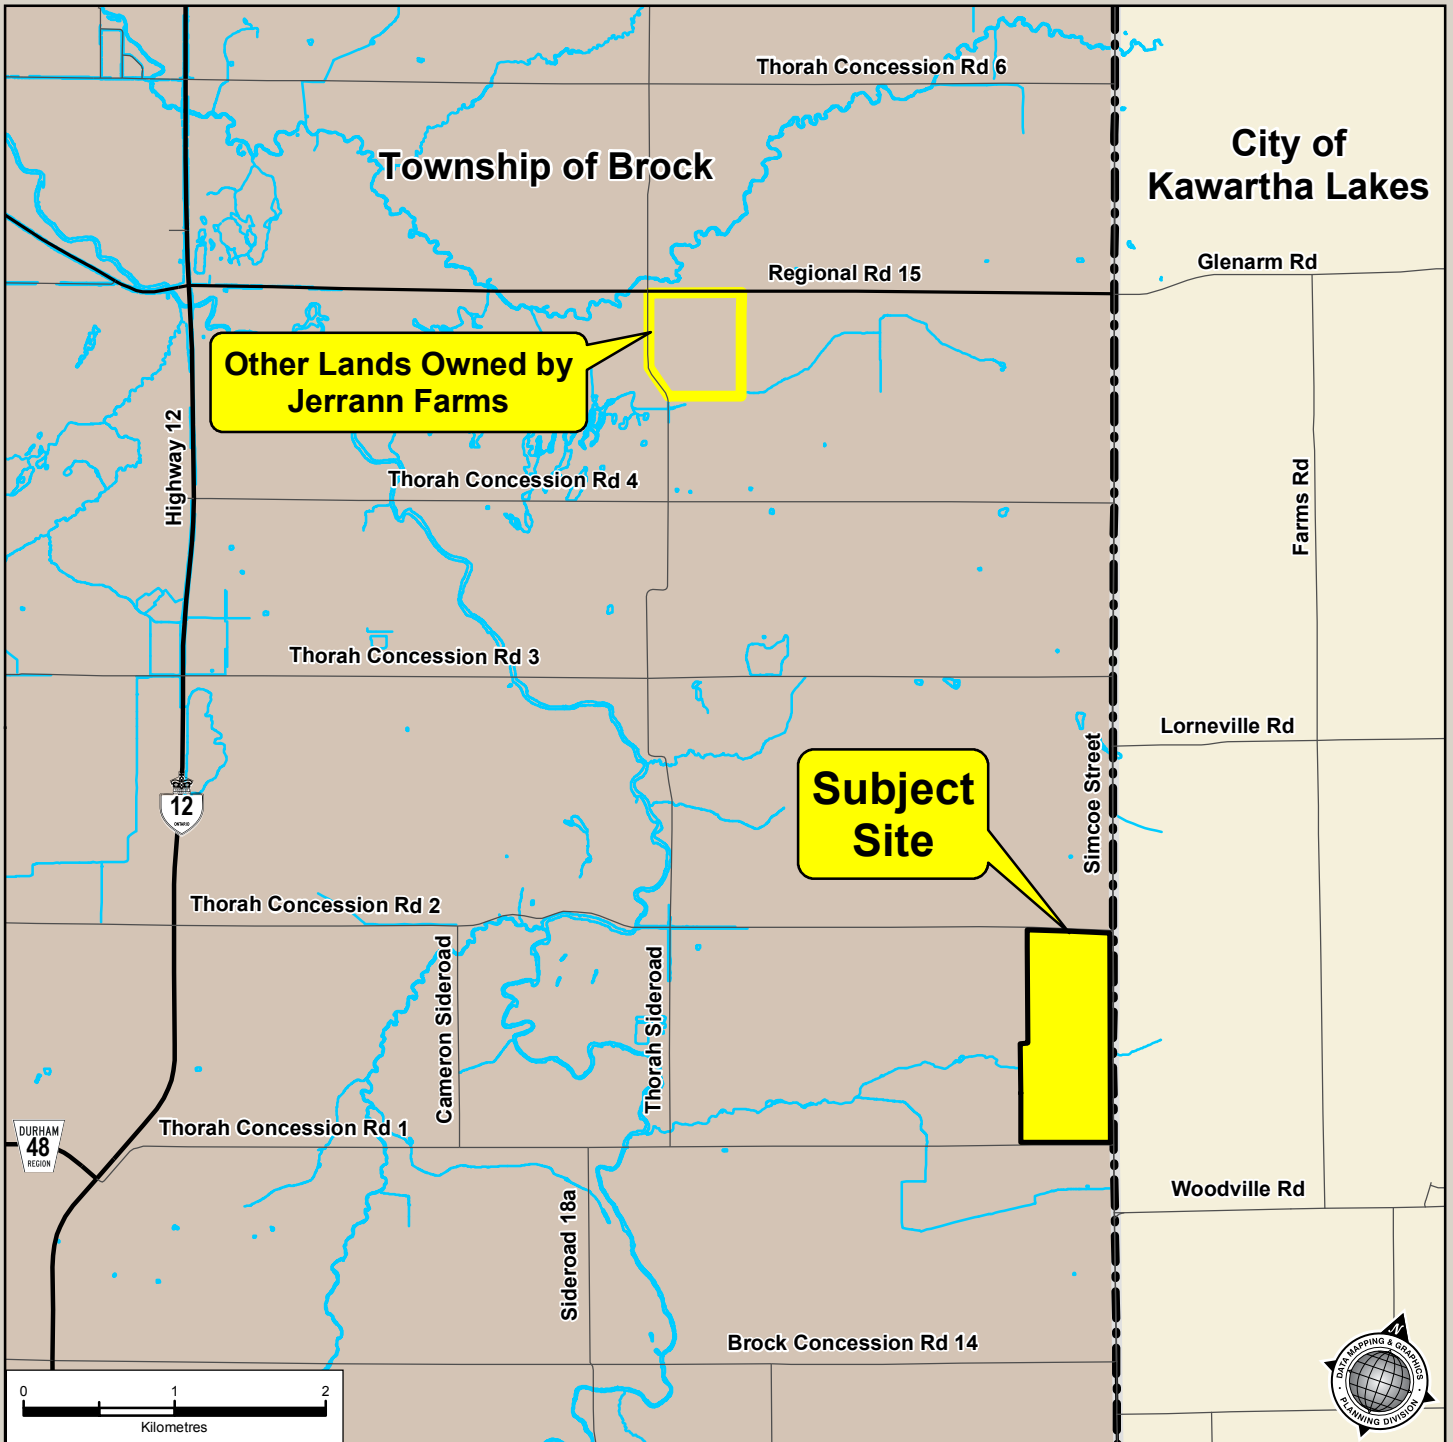 Thorah Concession Rd 6
Township of Brock
City of
Kawartha Lakes
Glenarm Rd
Regional Rd 15
Other Lands Owned by
Jerrann Farms
Highway 12
Thorah Concession Rd 4
Farms Rd
Thorah Concession Rd 3
Lorneville Rd
Simcoe Street
Subject
Site
12
ONTARIO
Thorah Concession Rd 2
Cameron Sideroad
Thorah Sideroad
Thorah Concession Rd 1
DURHAM
48
REGION
Woodville Rd
Sideroad 18a
Brock Concession Rd 14
N
DATA MAPPING & GRAPHICS
PLANNING DIVISION
0 1 2
Kilometres